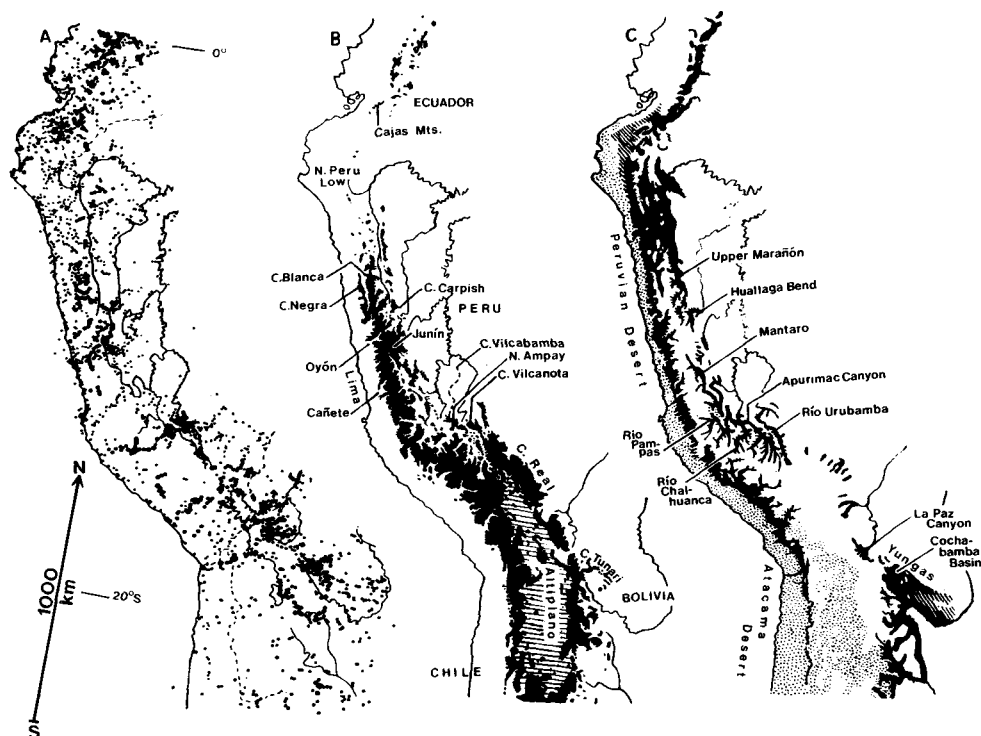 A
0°
N
1000
km
20°S
S
B
ECUADOR
Cajas Mts.
N. Peru
Low
C. Blanca
C. Negra
C. Carpish
PERU
Junín
Oyón
C. Vilcabamba
N. Ampay
C. Vilcanota
Lima
Cañete
C. Real
C. Tunari
Altiplano
BOLIVIA
CHILE
C
Peruvian Desert
Upper Marañón
Huallaga Bend
Mantaro
Apurímac Canyon
Río Urubamba
Río
Pam-
pas
Río
Chal-
huanca
La Paz
Canyon
Yungas
Cocha-
bamba
Basin
Atacama
Desert